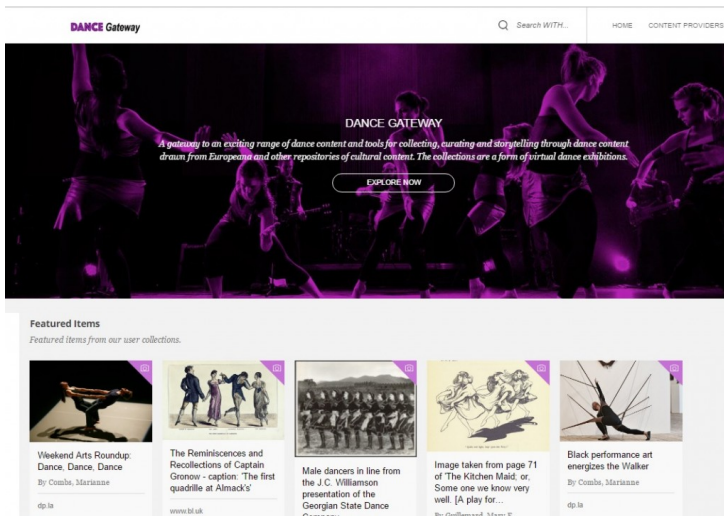 DANCE Gateway
Search WITH...
HOME
CONTENT PROVIDERS
DANCE GATEWAY
A gateway to an exciting range of dance content and tools for collecting, curating and storytelling through dance content
drawn from Europeana and other repositories of cultural content. The collections are a form of virtual dance exhibitions.
EXPLORE NOW
Featured Items
Featured items from our user collections.
Weekend Arts Roundup:
Dance, Dance, Dance
By Combs, Marianne
dp.la
The Reminiscences and
Recollections of Captain
Gronow - caption: 'The first
quadrille at Almack's'
www.bl.uk
Male dancers in line from
the J.C. Williamson
presentation of the
Georgian State Dance
Company
Image taken from page 71
of 'The Kitchen Maid; or,
Some one we know very
well. [A play for...
By Guillemard, Mary F.
Black performance art
energizes the Walker
By Combs, Marianne
dp.la